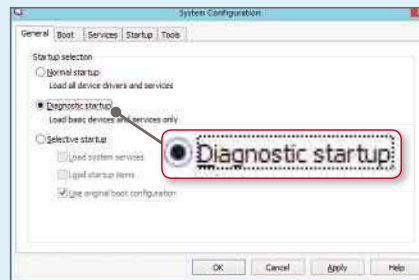 System Configuration
General Boot Services Startup Tools
Startup selection
Normal startup
Load all device drivers and services
Diagnostic startup
Load basic devices and services only
Selective startup
Load system services
Load startup items
Use original boot configuration
Diagnostic startup
OK Cancel Apply Help